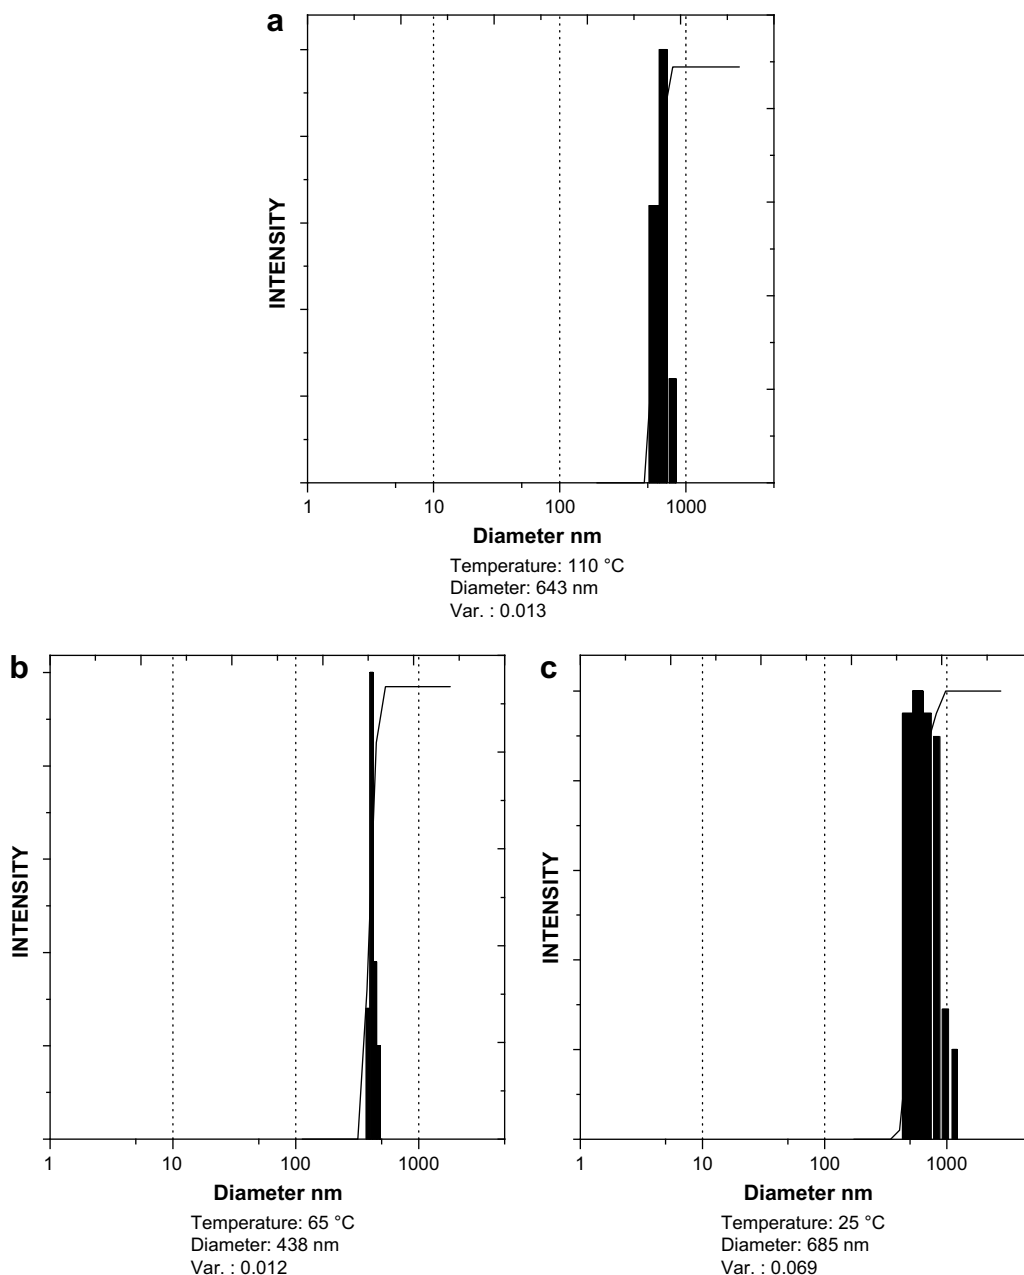 a
INTENSITY
1 10 100 1000
Diameter nm
Temperature: 110 °C
Diameter: 643 nm
Var. : 0.013
b
INTENSITY
1 10 100 1000
Diameter nm
Temperature: 65 °C
Diameter: 438 nm
Var. : 0.012
c
INTENSITY
1 10 100 1000
Diameter nm
Temperature: 25 °C
Diameter: 685 nm
Var. : 0.069